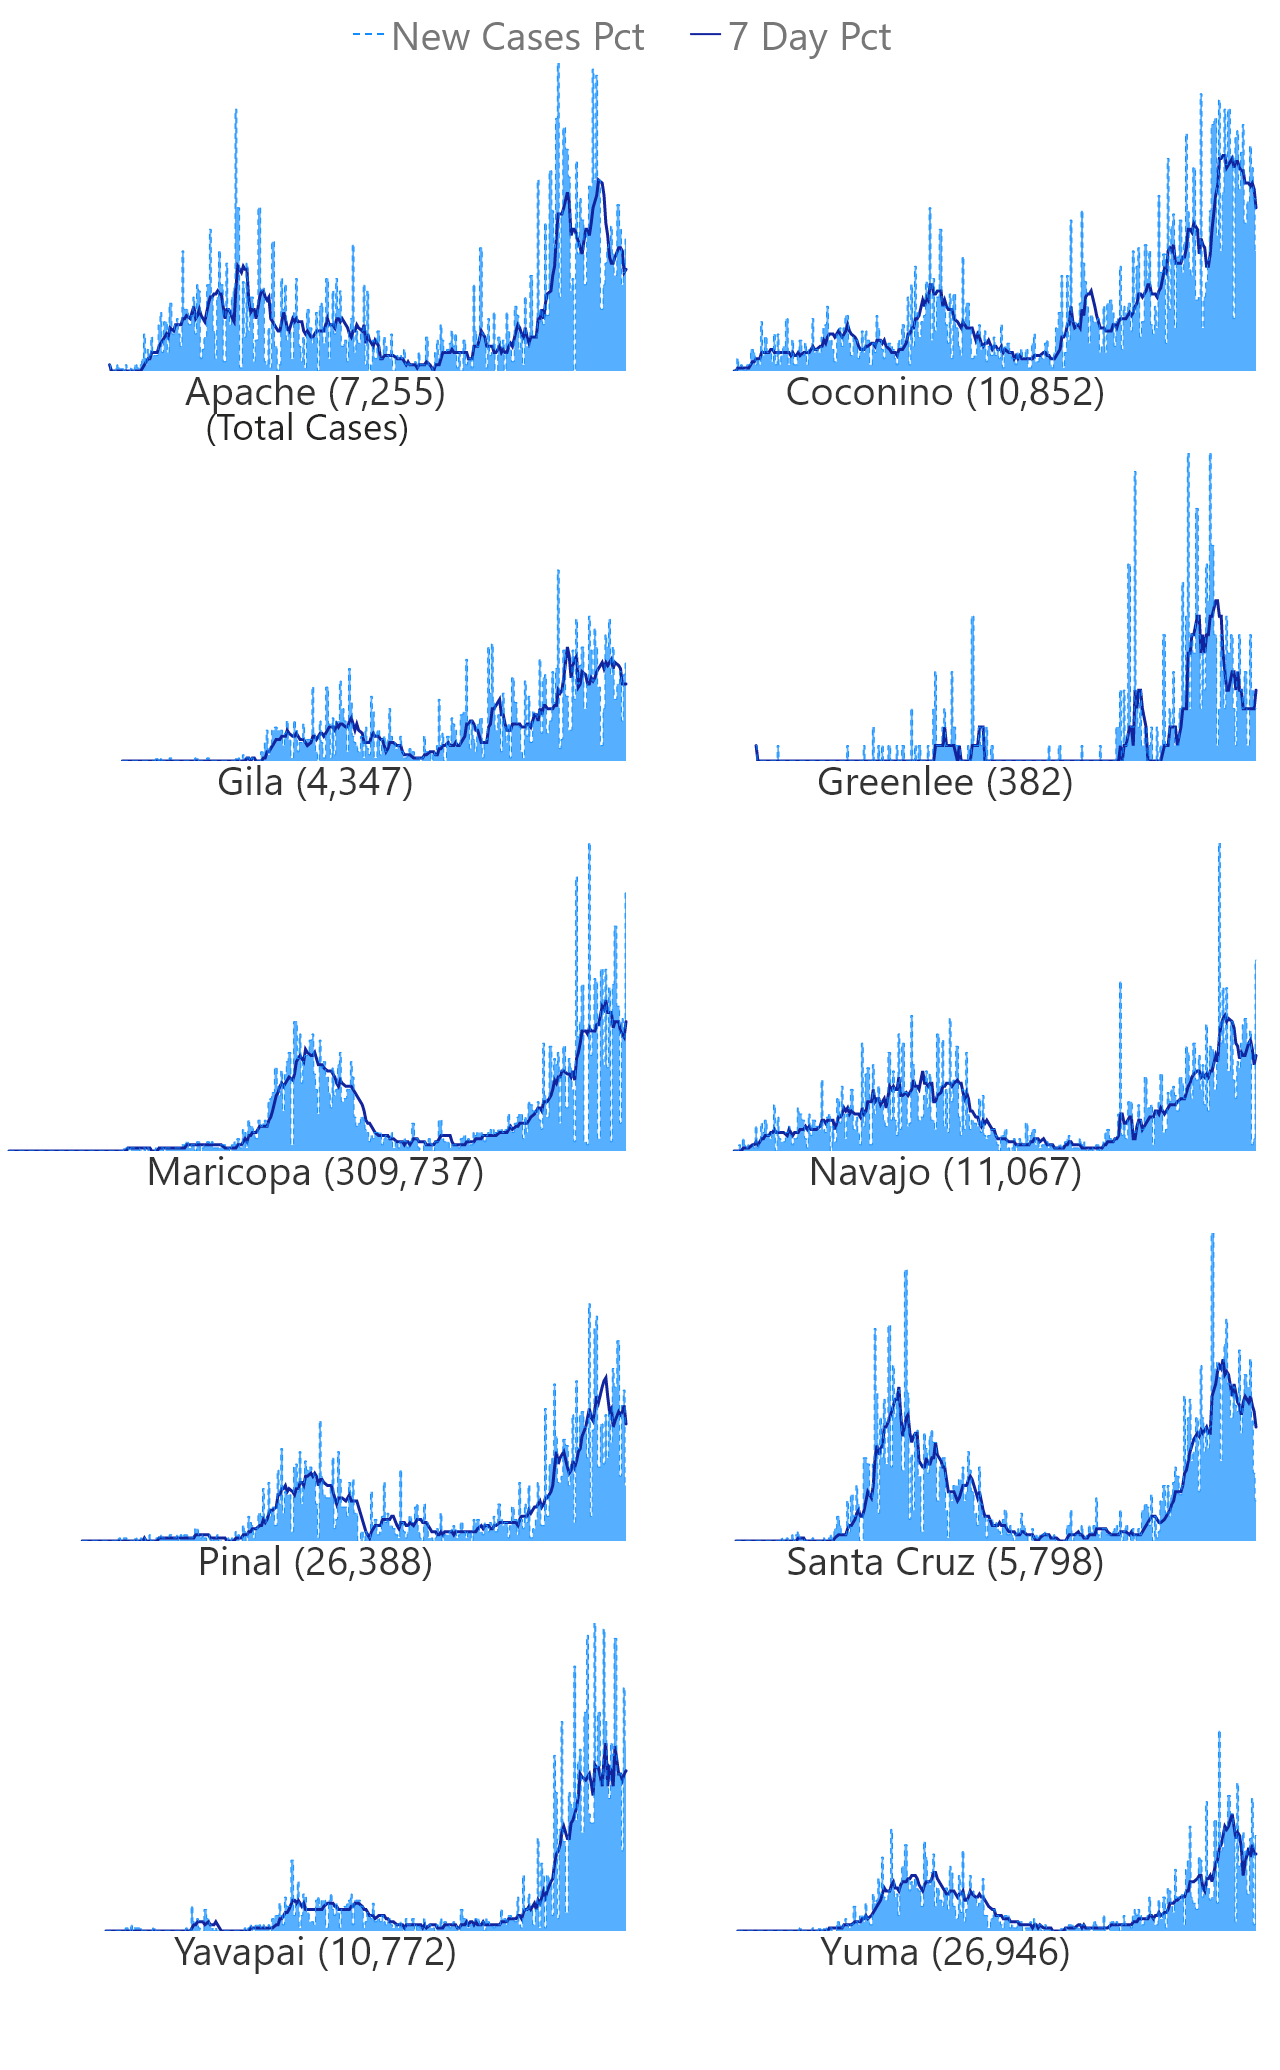 New Cases Pct 7 Day Pct
Apache (7,255) Coconino (10,852)
(Total Cases)
Gila (4,347) Greenlee (382)
Maricopa (309,737) Navajo (11,067)
Pinal (26,388) Santa Cruz (5,798)
Yavapai (10,772) Yuma (26,946)